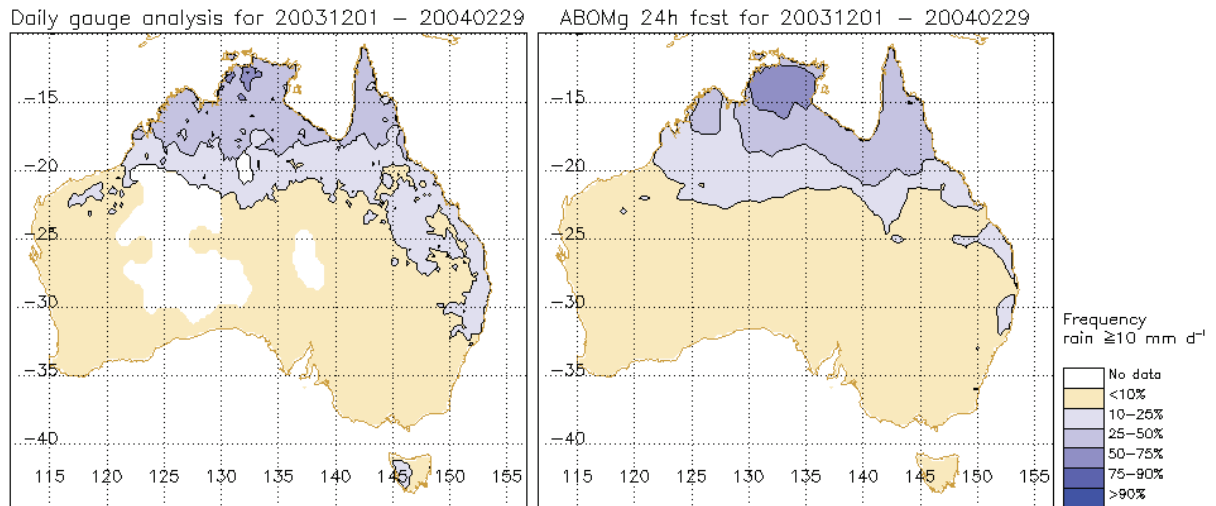 Daily gauge analysis for 20031201 – 20040229
ABOMg 24h fcst for 20031201 – 20040229
-15
-20
-25
-30
-35
-40
115 120 125 130 135 140 145 150 155
-15
-20
-25
-30
-35
-40
115 120 125 130 135 140 145 150 155
Frequency
rain ≧10 mm d⁻¹
No data
<10%
10-25%
25-50%
50-75%
75-90%
>90%